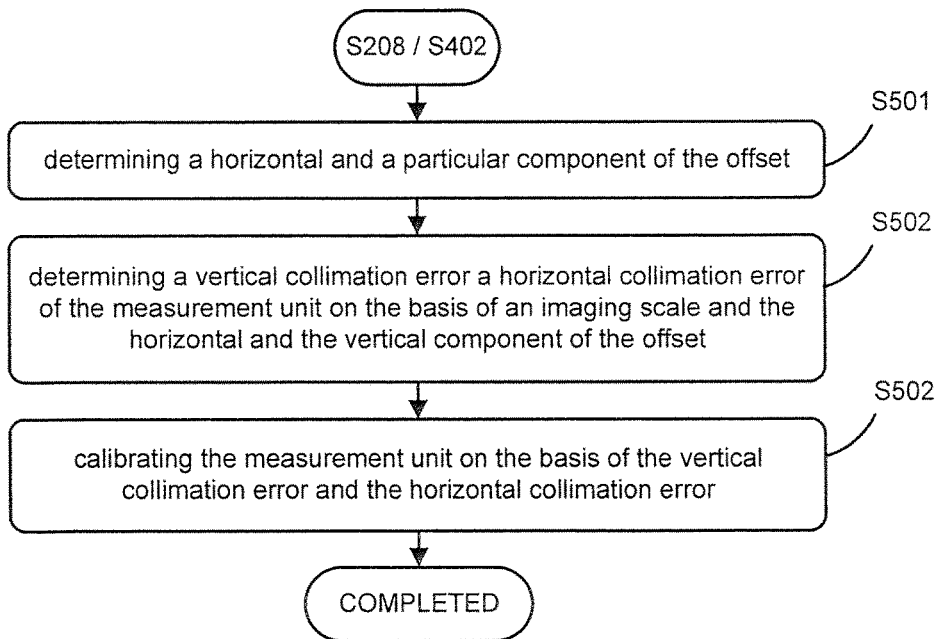 S208 / S402
S501
determining a horizontal and a particular component of the offset
S502
determining a vertical collimation error a horizontal collimation error
of the measurement unit on the basis of an imaging scale and the
horizontal and the vertical component of the offset
S502
calibrating the measurement unit on the basis of the vertical
collimation error and the horizontal collimation error
COMPLETED